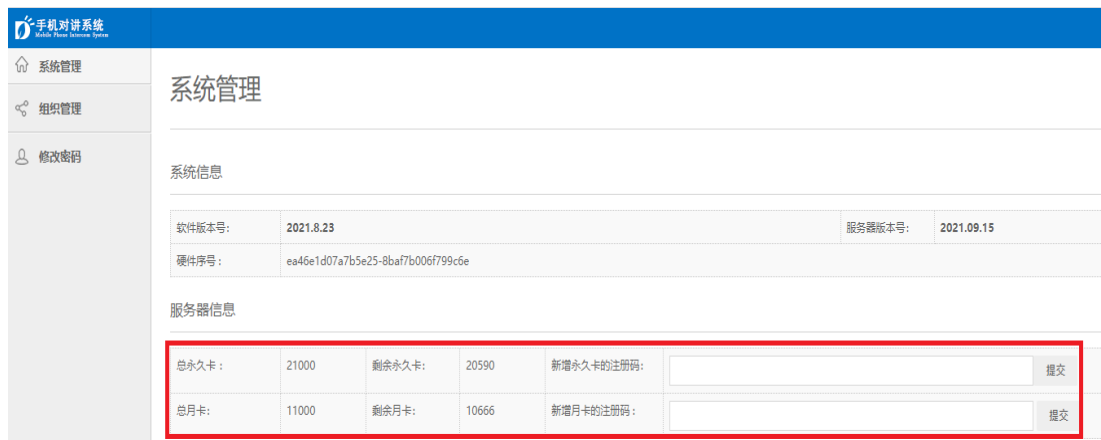 手机对讲系统
Mobile Phone Intercom System
系统管理
组织管理
修改密码
系统管理
系统信息
软件版本号: 2021.8.23 服务器版本号: 2021.09.15
硬件序号: ea46e1d07a7b5e25-8baf7b006f799c6e
服务器信息
总永久卡: 21000 剩余永久卡: 20590 新增永久卡的注册码: 提交
总月卡: 11000 剩余月卡: 10666 新增月卡的注册码: 提交